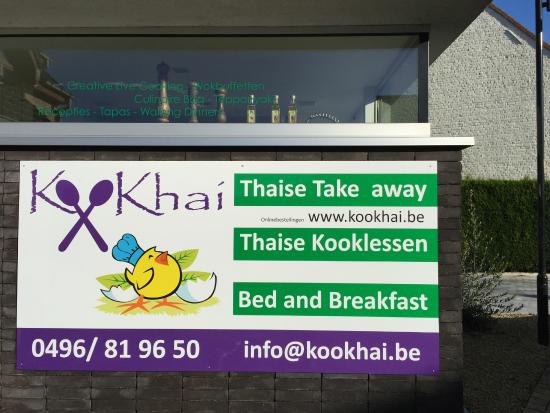 Creative Live Cooking - Wokbuffetten
Culinaire BBQ - Teppanyaki
Recepties - Tapas - Walking Dinner
KooKhai
Thaise Take away
Onlinebestellingen www.kookhai.be
Thaise Kooklessen
Bed and Breakfast
0496/ 81 96 50 info@kookhai.be